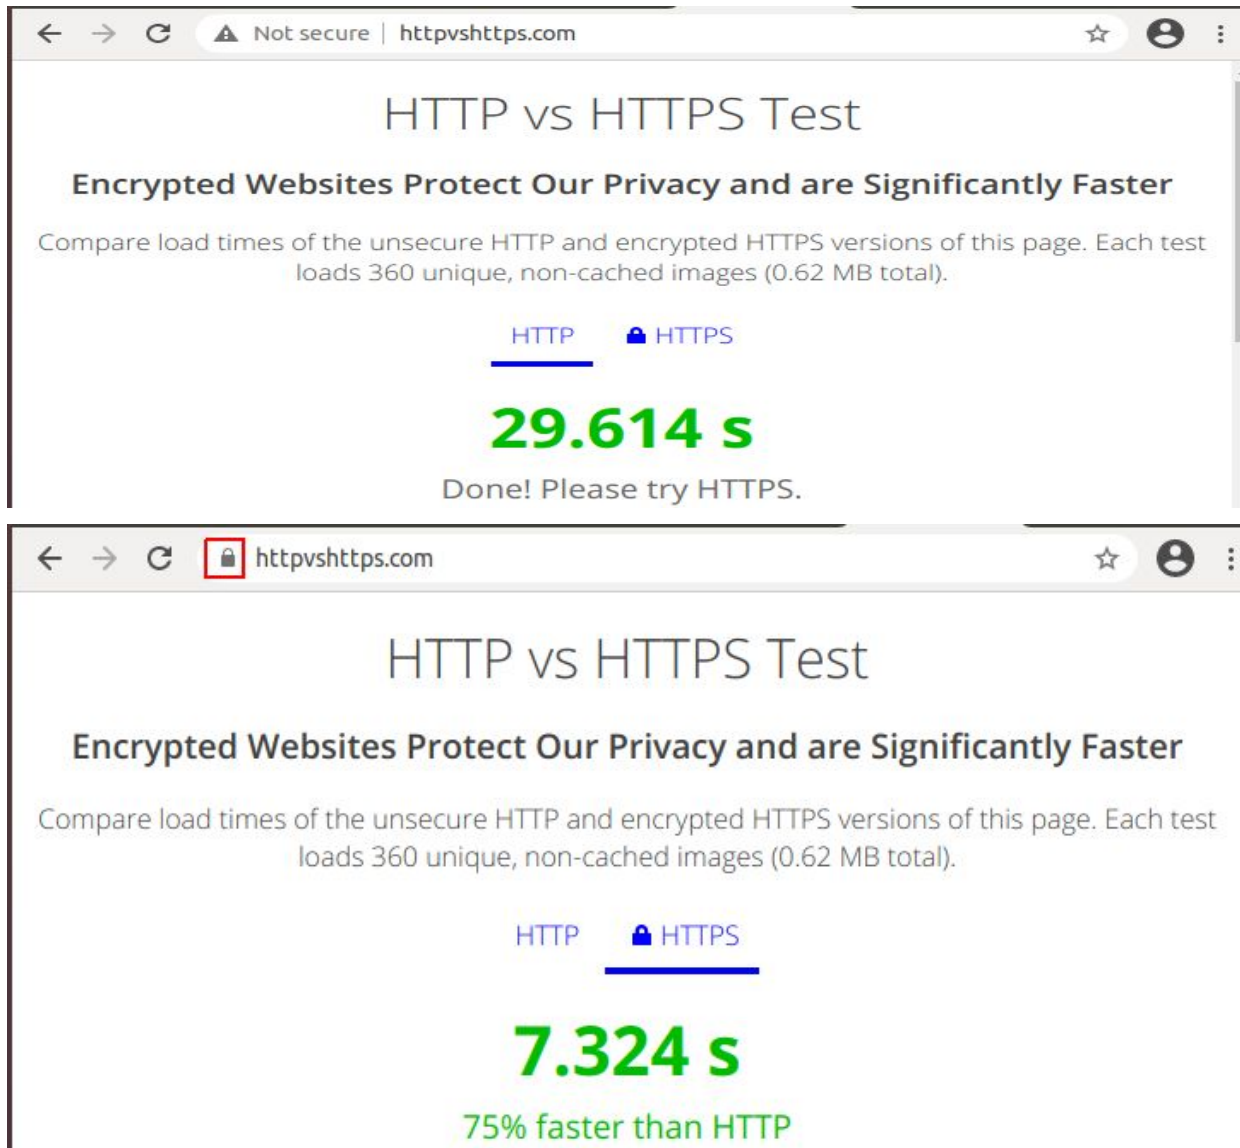 Not secure | httpvshttps.com
HTTP vs HTTPS Test
Encrypted Websites Protect Our Privacy and are Significantly Faster
Compare load times of the unsecure HTTP and encrypted HTTPS versions of this page. Each test
loads 360 unique, non-cached images (0.62 MB total).
HTTP HTTPS
29.614 s
Done! Please try HTTPS.
httpvshttps.com
HTTP vs HTTPS Test
Encrypted Websites Protect Our Privacy and are Significantly Faster
Compare load times of the unsecure HTTP and encrypted HTTPS versions of this page. Each test
loads 360 unique, non-cached images (0.62 MB total).
HTTP HTTPS
7.324 s
75% faster than HTTP